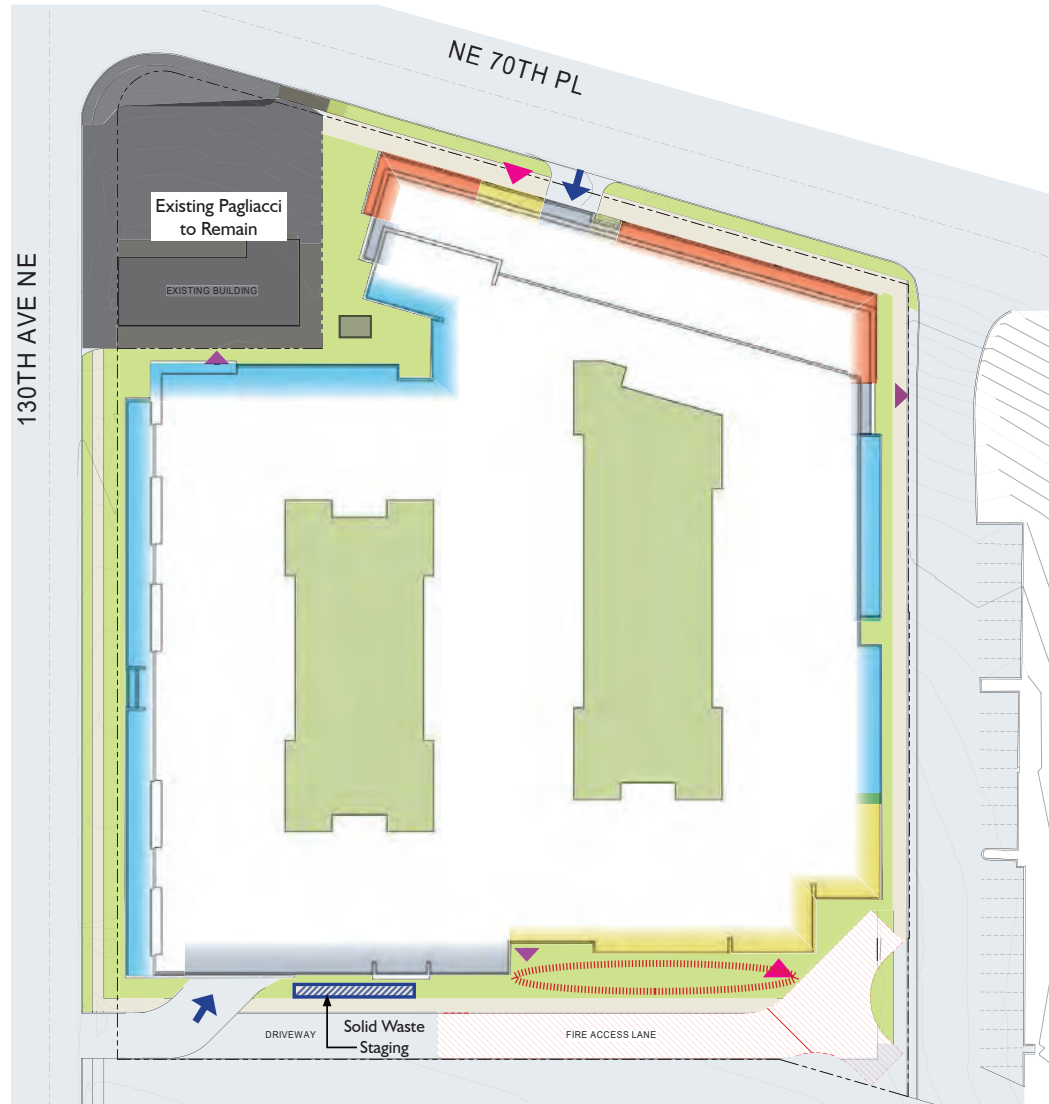 NE 70TH PL
Existing Pagliacci
to Remain
EXISTING BUILDING
130TH AVE NE
DRIVEWAY
Solid Waste
Staging
FIRE ACCESS LANE